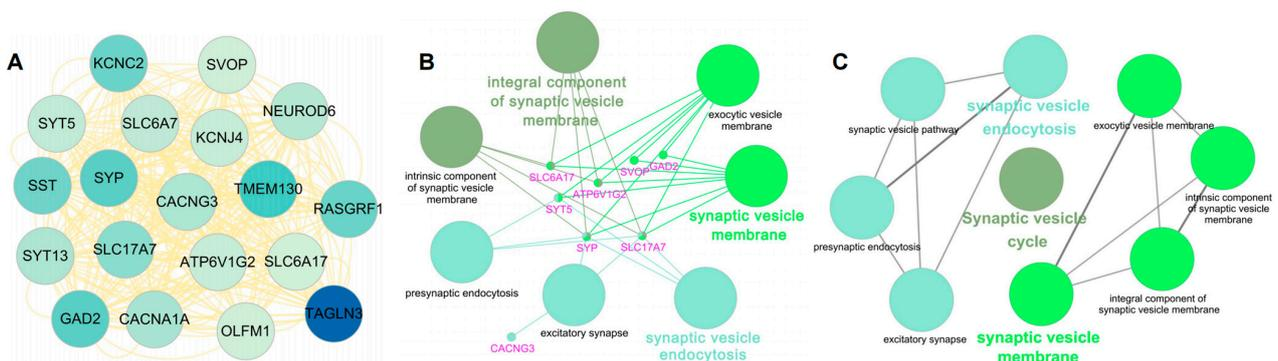 A
KCNC2
SVOP
NEUROD6
SYT5
SLC6A7
KCNJ4
SST
SYP
CACNG3
TMEM130
RASGRF1
SYT13
SLC17A7
ATP6V1G2
SLC6A17
GAD2
CACNA1A
OLFM1
TAGLN3
B
integral component
of synaptic vesicle
membrane
exocytic vesicle
membrane
intrinsic component
of synaptic vesicle
membrane
SLC6A17
SVOP
GAD2
ATP6V1G2
SYT5
SYP
SLC17A7
synaptic vesicle
membrane
presynaptic endocytosis
excitatory synapse
synaptic vesicle
endocytosis
CACNG3
C
synaptic vesicle pathway
synaptic vesicle
endocytosis
exocytic vesicle membrane
intrinsic component
of synaptic vesicle
membrane
Synaptic vesicle
cycle
presynaptic endocytosis
integral component of
synaptic vesicle membrane
excitatory synapse
synaptic vesicle
membrane